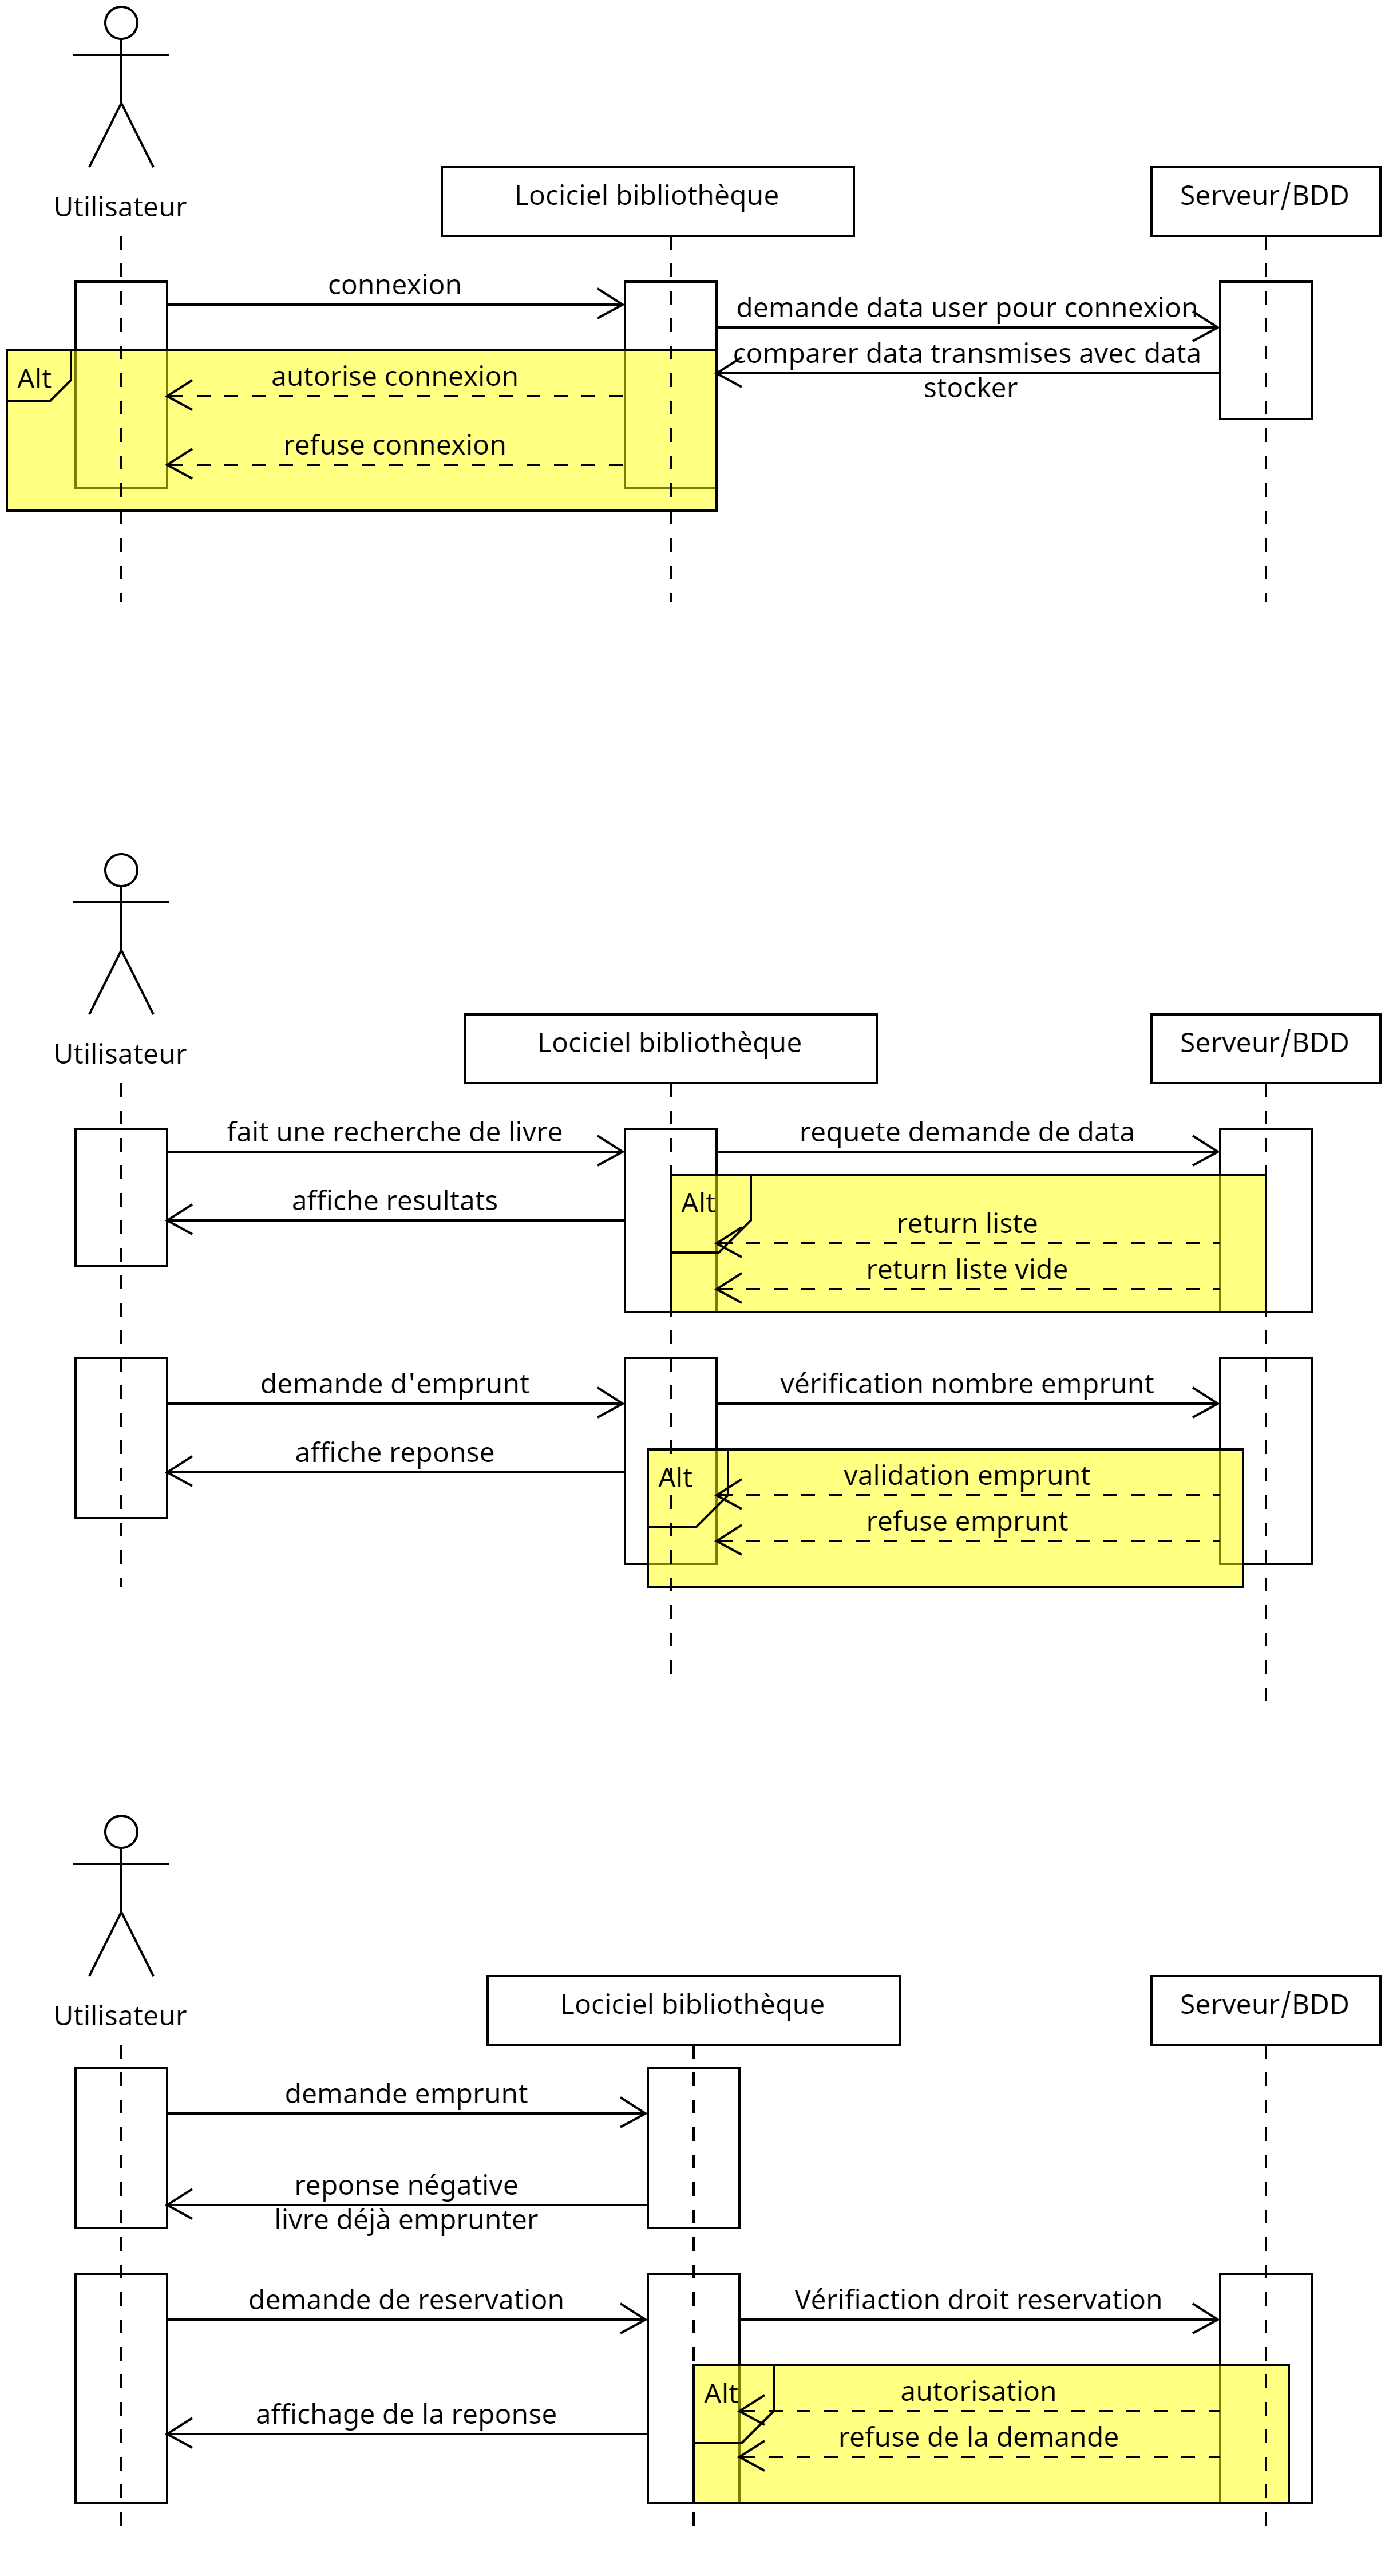 Utilisateur
Lociciel bibliothèque
Serveur/BDD
connexion
demande data user pour connexion
comparer data transmises avec data
stocker
Alt
autorise connexion
refuse connexion
Utilisateur
Lociciel bibliothèque
Serveur/BDD
fait une recherche de livre
requete demande de data
affiche resultats
Alt
return liste
return liste vide
demande d'emprunt
vérification nombre emprunt
affiche reponse
Alt
validation emprunt
refuse emprunt
Utilisateur
Lociciel bibliothèque
Serveur/BDD
demande emprunt
reponse négative
livre déjà emprunter
demande de reservation
Vérifiaction droit reservation
Alt
autorisation
affichage de la reponse
refuse de la demande